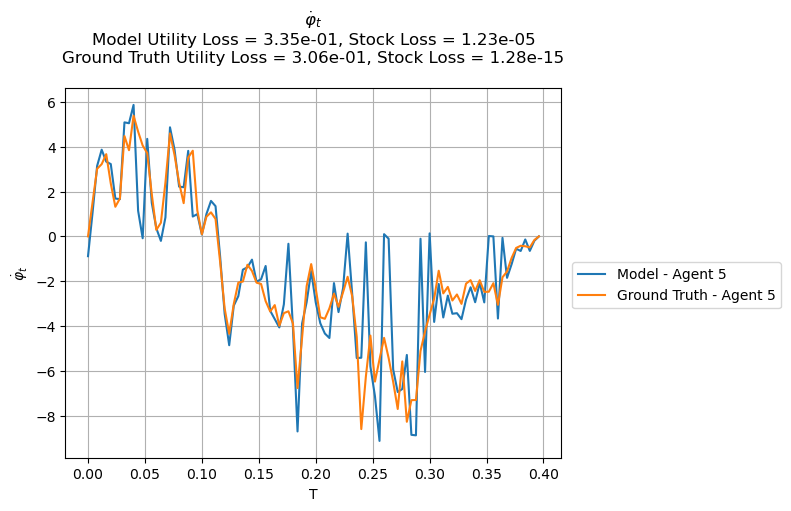 φ̇ₜ
Model Utility Loss = 3.35e-01, Stock Loss = 1.23e-05
Ground Truth Utility Loss = 3.06e-01, Stock Loss = 1.28e-15
φ̇ₜ
6
4
2
0
−2
−4
−6
−8
0.00 0.05 0.10 0.15 0.20 0.25 0.30 0.35 0.40
T
Model - Agent 5
Ground Truth - Agent 5